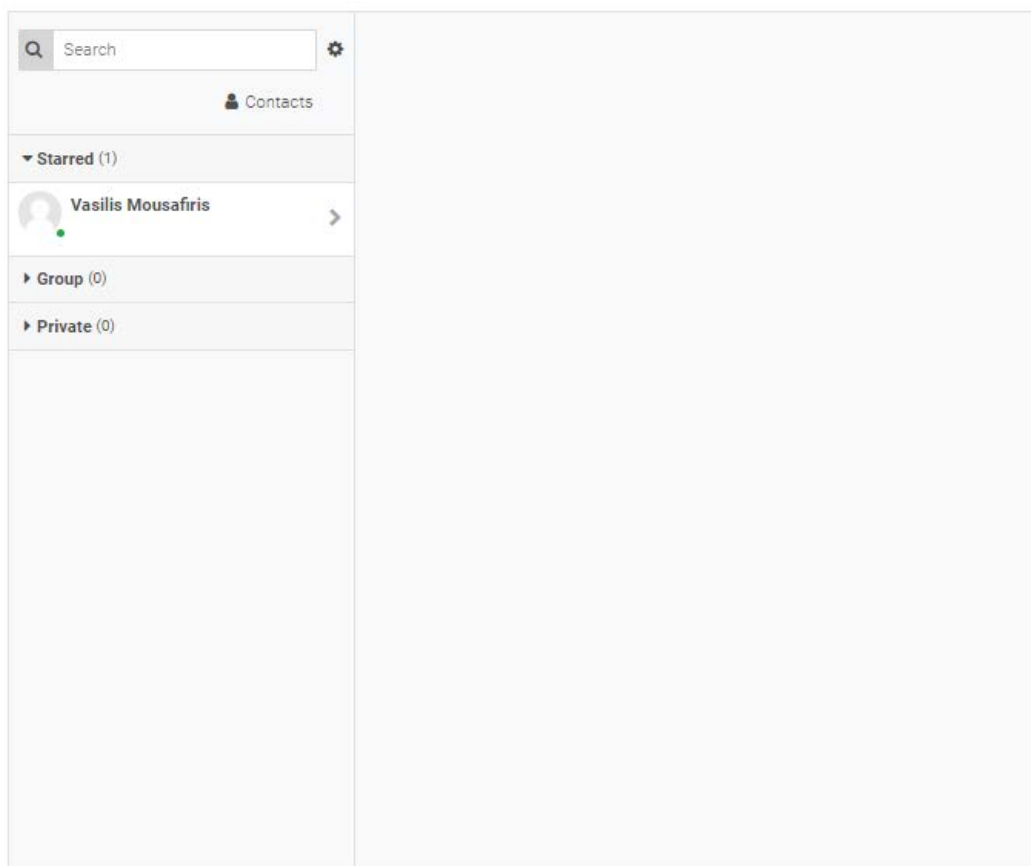 Search
Contacts
Starred (1)
Vasilis Mousafiris
Group (0)
Private (0)